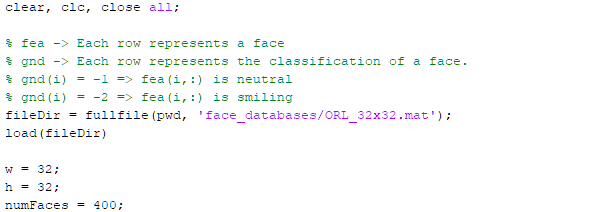 clear, clc, close all;
% fea -> Each row represents a face
% gnd -> Each row represents the classification of a face.
% gnd(i) = -1 => fea(i,:) is neutral
% gnd(i) = -2 => fea(i,:) is smiling
fileDir = fullfile(pwd, 'face_databases/ORL_32x32.mat');
load(fileDir)
w = 32;
h = 32;
numFaces = 400;